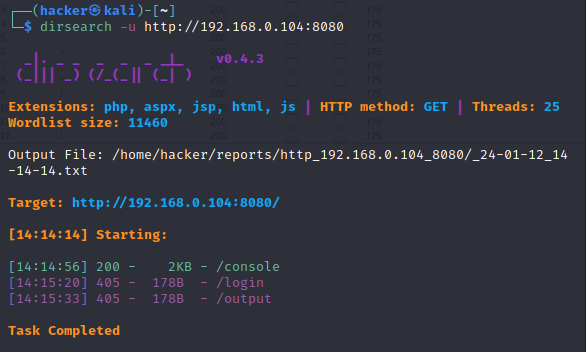 (hacker㉿kali)-[~]
$ dirsearch -u http://192.168.0.104:8080
dirsearch v0.4.3
Extensions: php, aspx, jsp, html, js | HTTP method: GET | Threads: 25
Wordlist size: 11460
Output File: /home/hacker/reports/http_192.168.0.104_8080/_24-01-12_14
-14-14.txt
Target: http://192.168.0.104:8080/
[14:14:14] Starting:
[14:14:56] 200 -    2KB - /console
[14:15:20] 405 -  178B  - /login
[14:15:33] 405 -  178B  - /output
Task Completed